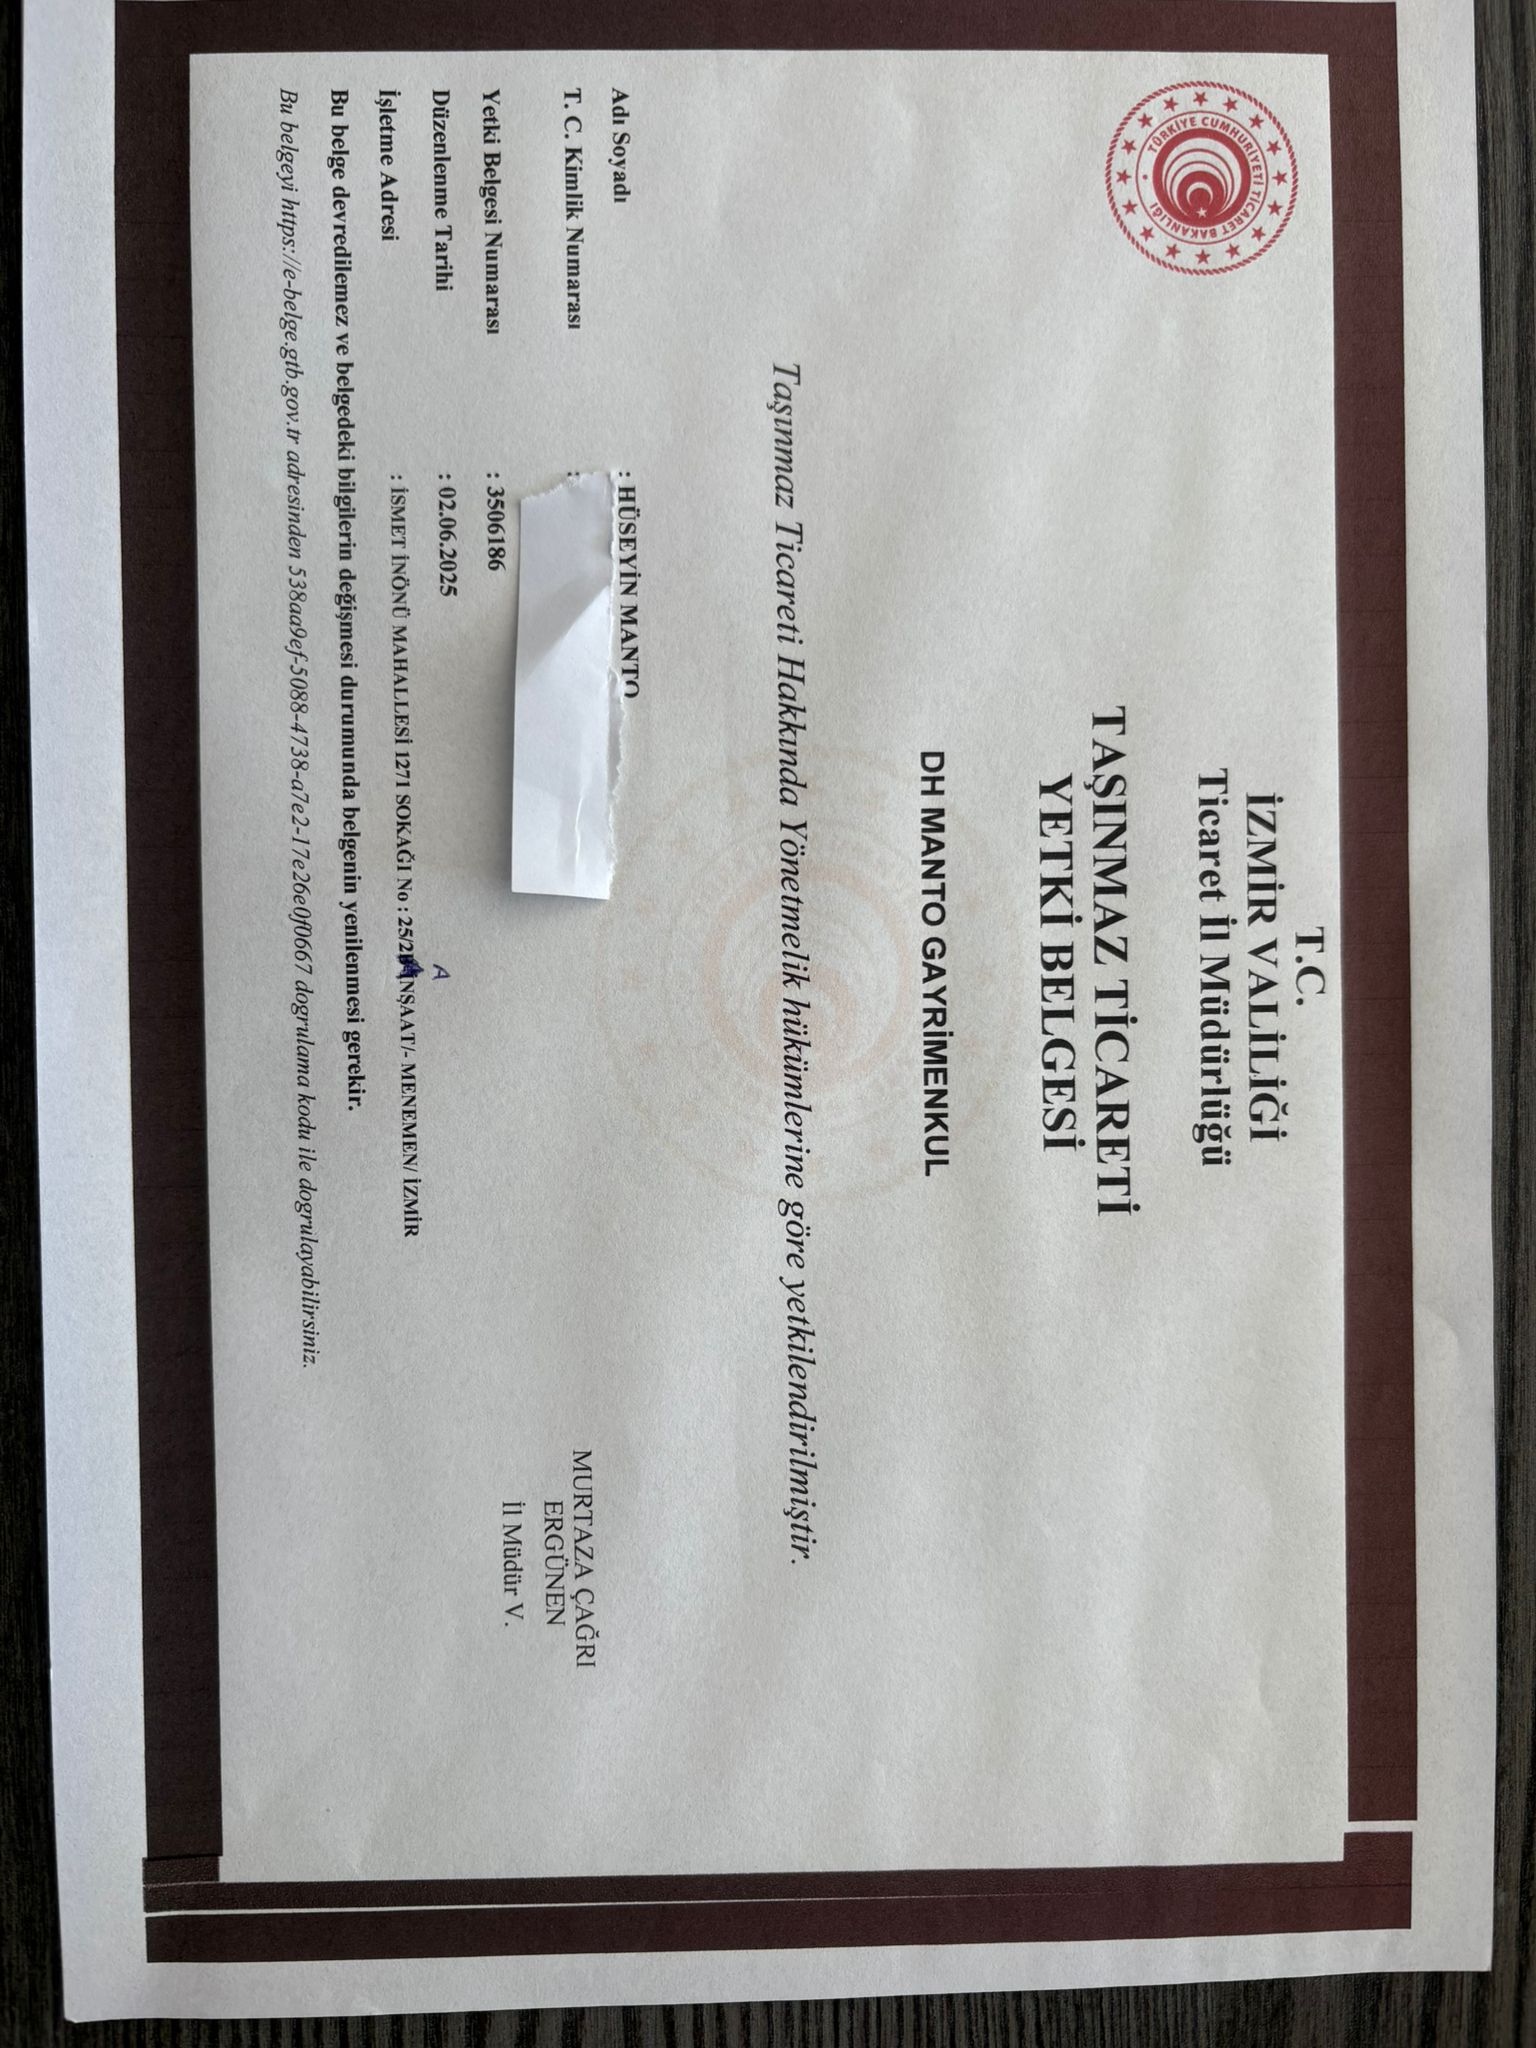 TÜRKİYE CUMHURİYETİ TİCARET BAKANLIĞI
T.C.
İZMİR VALİLİĞİ
Ticaret İl Müdürlüğü
TAŞINMAZ TİCARETİ
YETKİ BELGESİ
DH MANTO GAYRİMENKUL
Taşınmaz Ticareti Hakkında Yönetmelik hükümlerine göre yetkilendirilmiştir.
Adı Soyadı : HÜSEYİN MANTO
T. C. Kimlik Numarası :
Yetki Belgesi Numarası : 3506186
Düzenlenme Tarihi : 02.06.2025
A
İşletme Adresi : İSMET İNÖNÜ MAHALLESİ 1271 SOKAĞI No : 25/2 İNŞAAT/- MENEMEN/ İZMİR
Bu belge devredilemez ve belgedeki bilgilerin değişmesi durumunda belgenin yenilenmesi gerekir.
Bu belgeyi https://e-belge.gtb.gov.tr adresinden 538aa9ef-5088-4738-a7e2-17e26e0f0667 dogrulama kodu ile dogrulayabilirsiniz.
MURTAZA ÇAĞRI
ERGÜNEN
İl Müdür V.